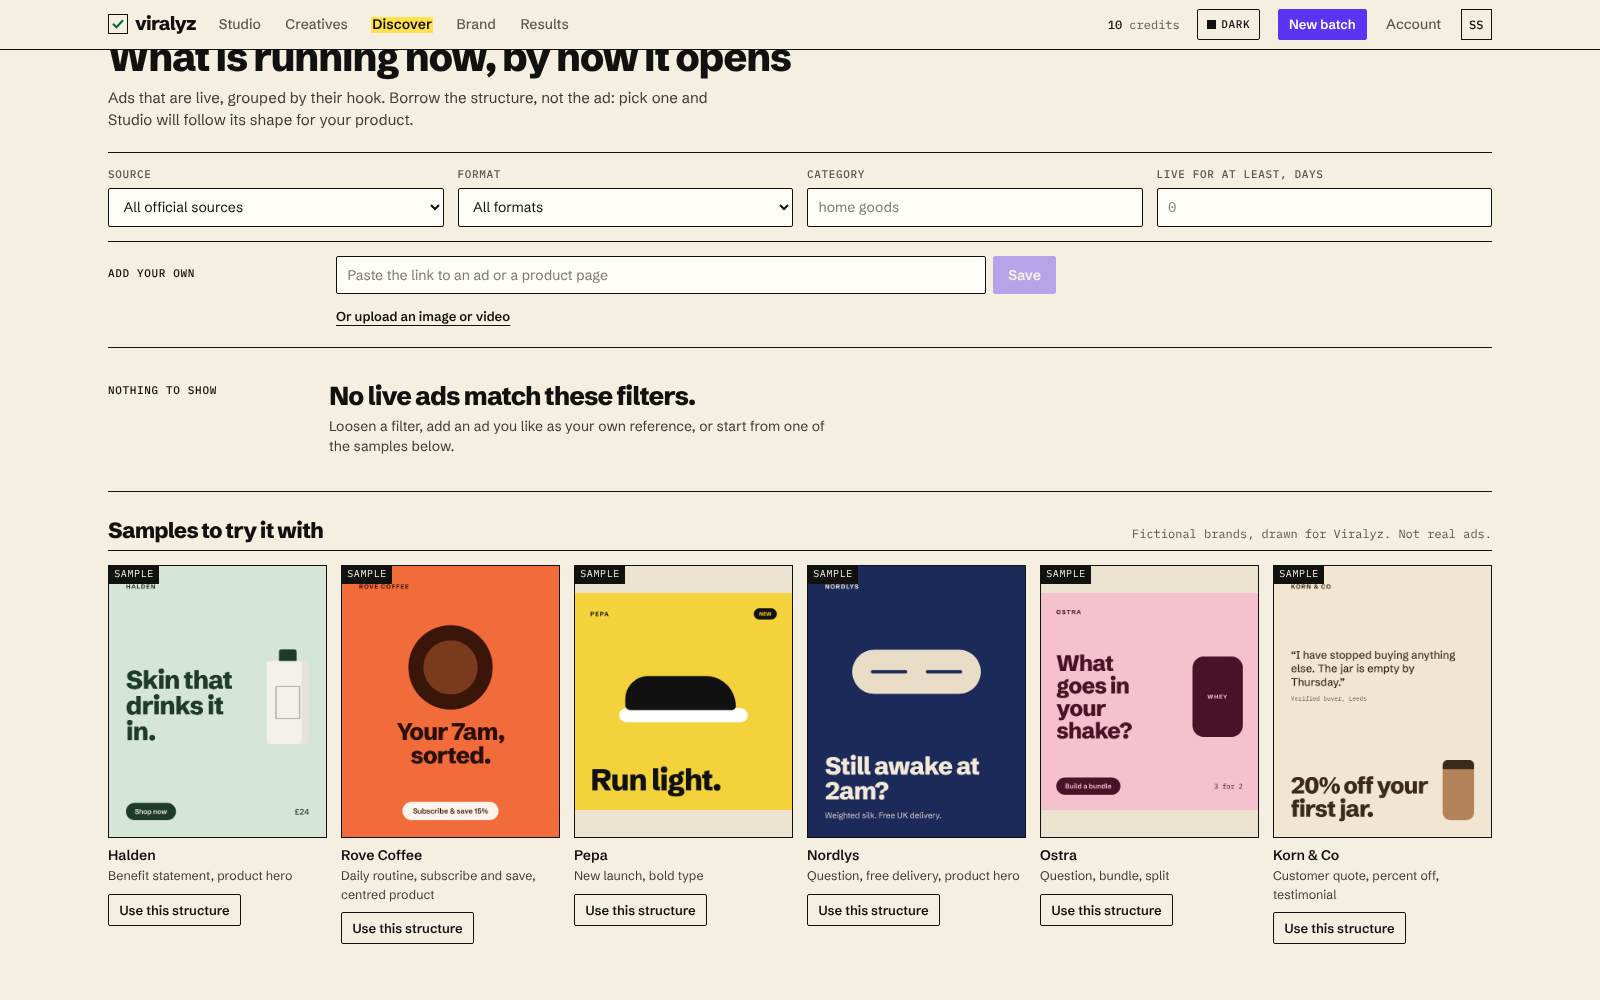 viralyz Studio Creatives Discover Brand Results 10 credits DARK New batch Account SS
What is running now, by how it opens
Ads that are live, grouped by their hook. Borrow the structure, not the ad: pick one and
Studio will follow its shape for your product.
SOURCE FORMAT CATEGORY LIVE FOR AT LEAST, DAYS
All official sources All formats home goods 0
ADD YOUR OWN Paste the link to an ad or a product page Save
Or upload an image or video
NOTHING TO SHOW No live ads match these filters.
Loosen a filter, add an ad you like as your own reference, or start from one of
the samples below.
Samples to try it with Fictional brands, drawn for Viralyz. Not real ads.
SAMPLE
HALDEN
Skin that
drinks it
in.
Shop now £24
Halden
Benefit statement, product hero
Use this structure
SAMPLE
ROVE COFFEE
Your 7am,
sorted.
Subscribe & save 15%
Rove Coffee
Daily routine, subscribe and save,
centred product
Use this structure
SAMPLE
PEPA NEW
Run light.
Pepa
New launch, bold type
Use this structure
SAMPLE
NORDLYS
Still awake at
2am?
Weighted silk. Free UK delivery.
Nordlys
Question, free delivery, product hero
Use this structure
SAMPLE
OSTRA
What
goes in
your
shake?
WHEY
Build a bundle 3 for 2
Ostra
Question, bundle, split
Use this structure
SAMPLE
KORN & CO
“I have stopped buying anything
else. The jar is empty by
Thursday.”
Verified buyer, Leeds
20% off your
first jar.
Korn & Co
Customer quote, percent off,
testimonial
Use this structure